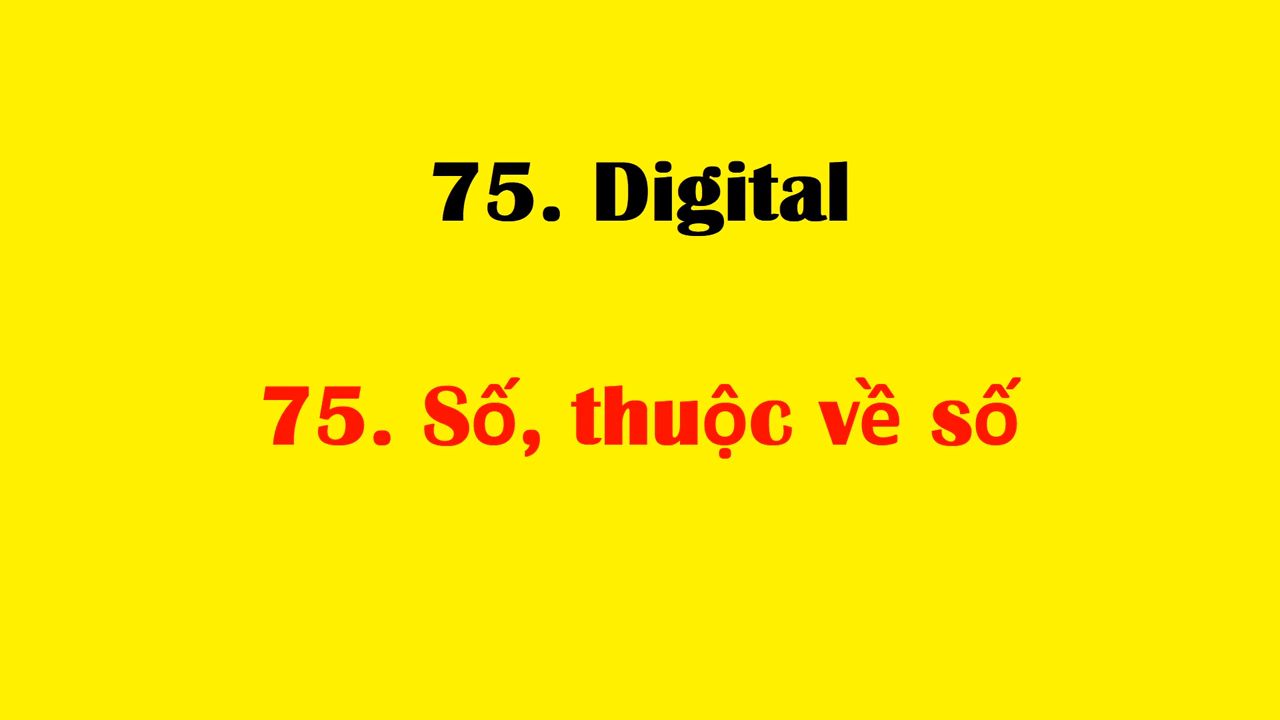 75. Digital
75. Số, thuộc về số